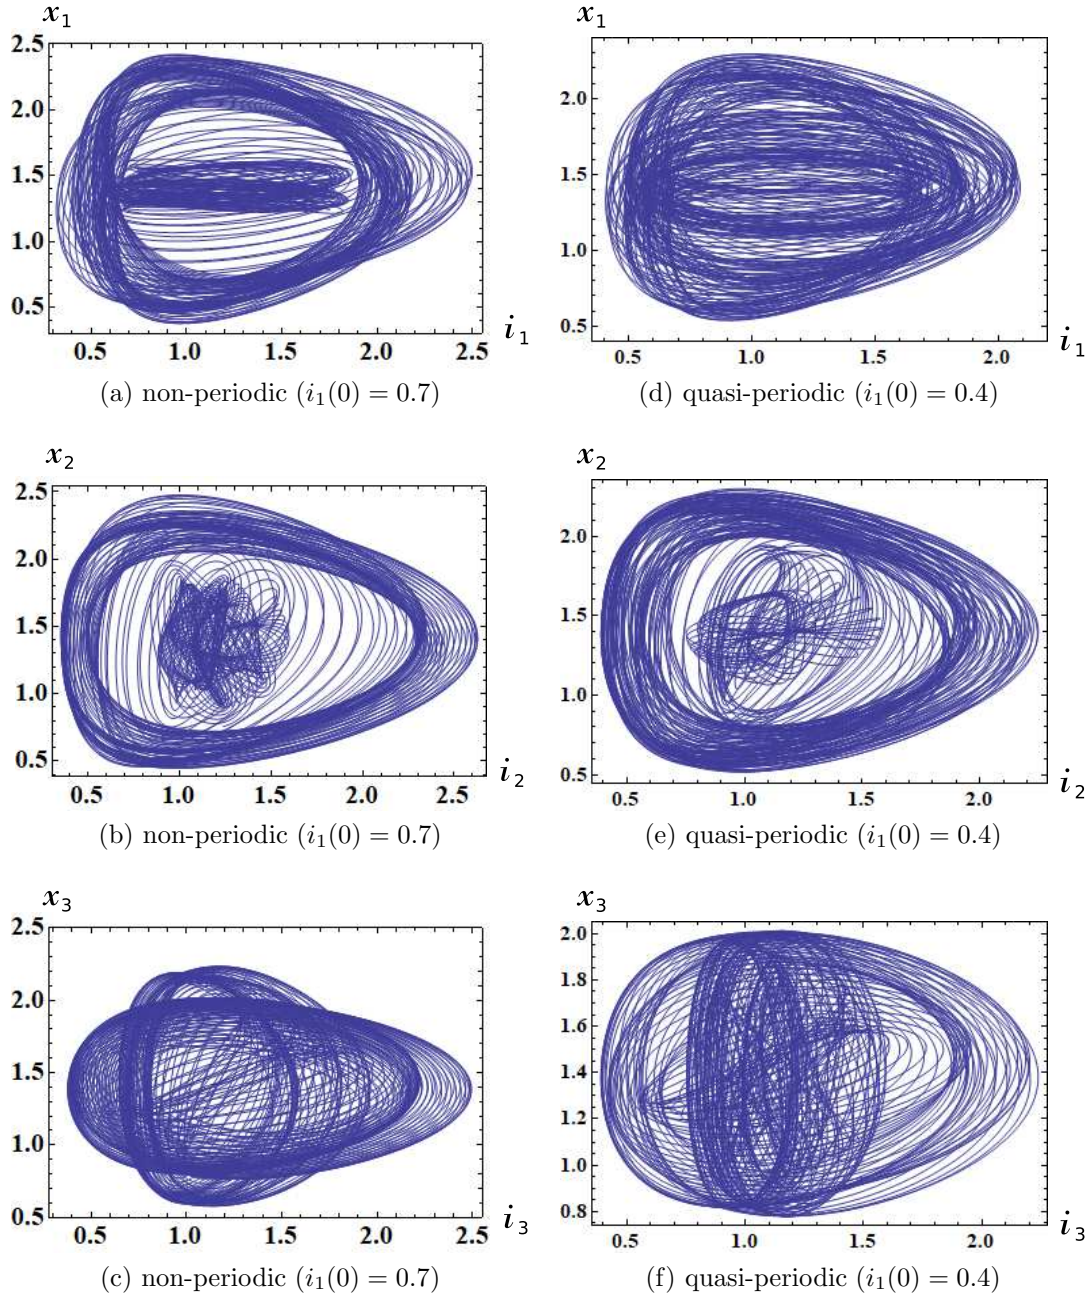 x1
2.5
2.0
1.5
1.0
0.5
0.5 1.0 1.5 2.0 2.5
i1
(a) non-periodic (i1(0) = 0.7)
x1
2.0
1.5
1.0
0.5
0.5 1.0 1.5 2.0
i1
(d) quasi-periodic (i1(0) = 0.4)
x2
2.5
2.0
1.5
1.0
0.5
0.5 1.0 1.5 2.0 2.5
i2
(b) non-periodic (i1(0) = 0.7)
x2
2.0
1.5
1.0
0.5
0.5 1.0 1.5 2.0
i2
(e) quasi-periodic (i1(0) = 0.4)
x3
2.5
2.0
1.5
1.0
0.5
0.5 1.0 1.5 2.0 2.5
i3
(c) non-periodic (i1(0) = 0.7)
x3
2.0
1.8
1.6
1.4
1.2
1.0
0.8
0.5 1.0 1.5 2.0
i3
(f) quasi-periodic (i1(0) = 0.4)